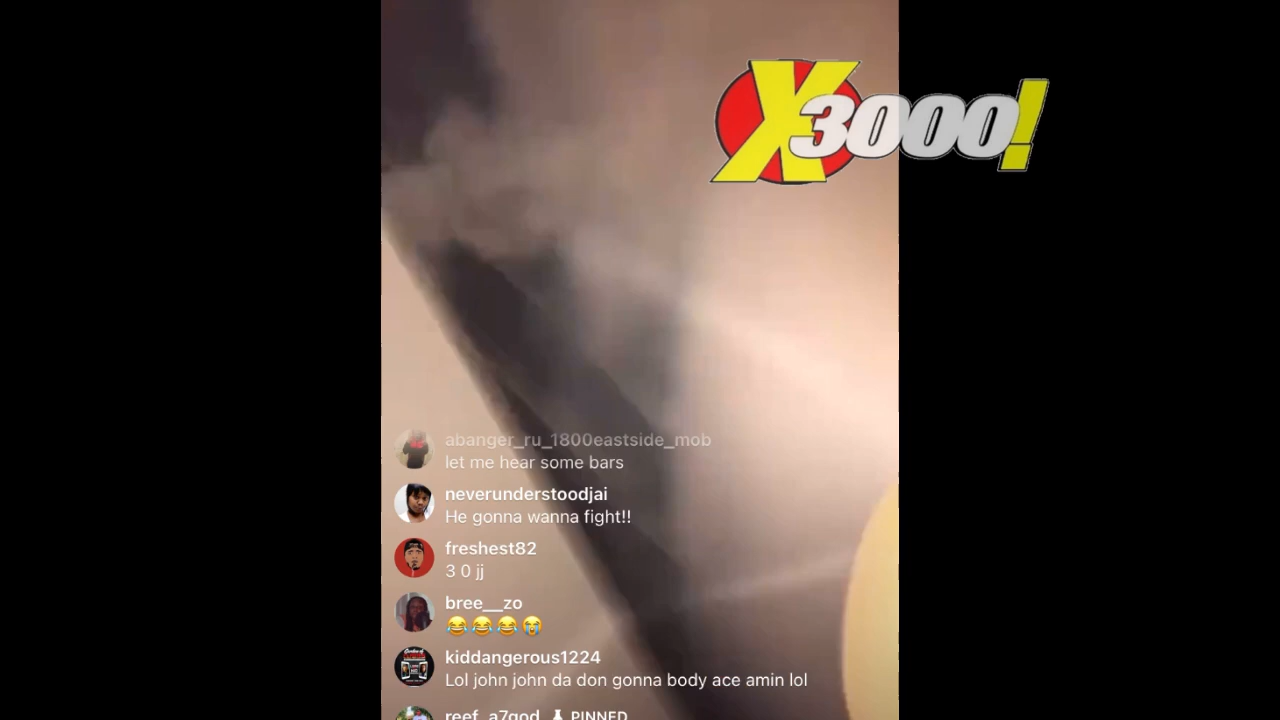 X3000!
abanger_ru_1800eastside_mob
let me hear some bars
neverunderstoodjai
He gonna wanna fight!!
freshest82
3 0 jj
bree__zo
😂😂😂😭
kiddangerous1224
Lol john john da don gonna body ace amin lol
reef_a7god PINNED